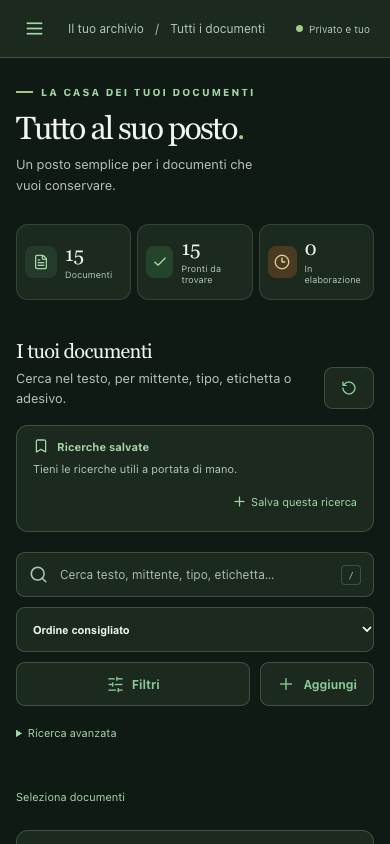 Il tuo archivio / Tutti i documenti
Privato e tuo
LA CASA DEI TUOI DOCUMENTI
Tutto al suo posto.
Un posto semplice per i documenti che
vuoi conservare.
15
Documenti
15
Pronti da
trovare
0
In
elaborazione
I tuoi documenti
Cerca nel testo, per mittente, tipo, etichetta o
adesivo.
Ricerche salvate
Tieni le ricerche utili a portata di mano.
Salva questa ricerca
Cerca testo, mittente, tipo, etichetta...
/
Ordine consigliato
Filtri
Aggiungi
Ricerca avanzata
Seleziona documenti